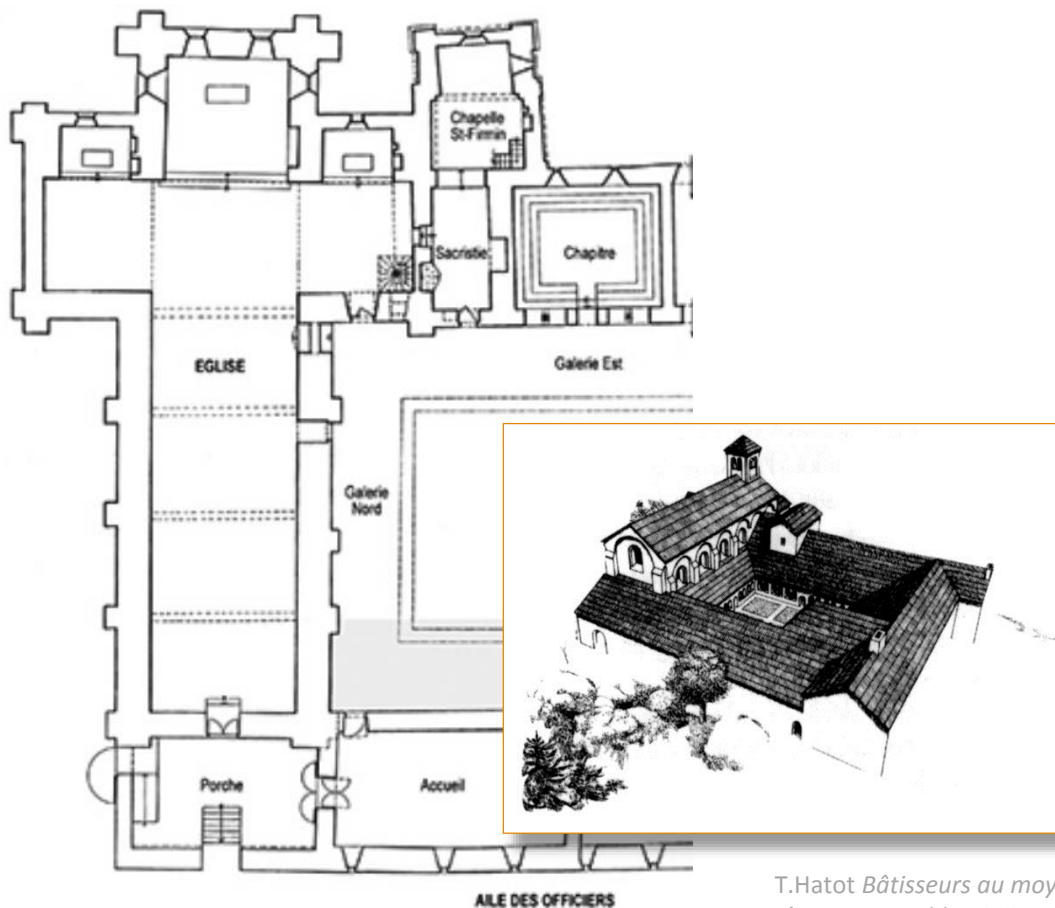 Chapelle
St-Firmin
Sacristie
Chapitre
EGLISE
Galerie Est
Galerie
Nord
Porche
Accueil
AILE DES OFFICIERS
T.Hatot Bâtisseurs au moy